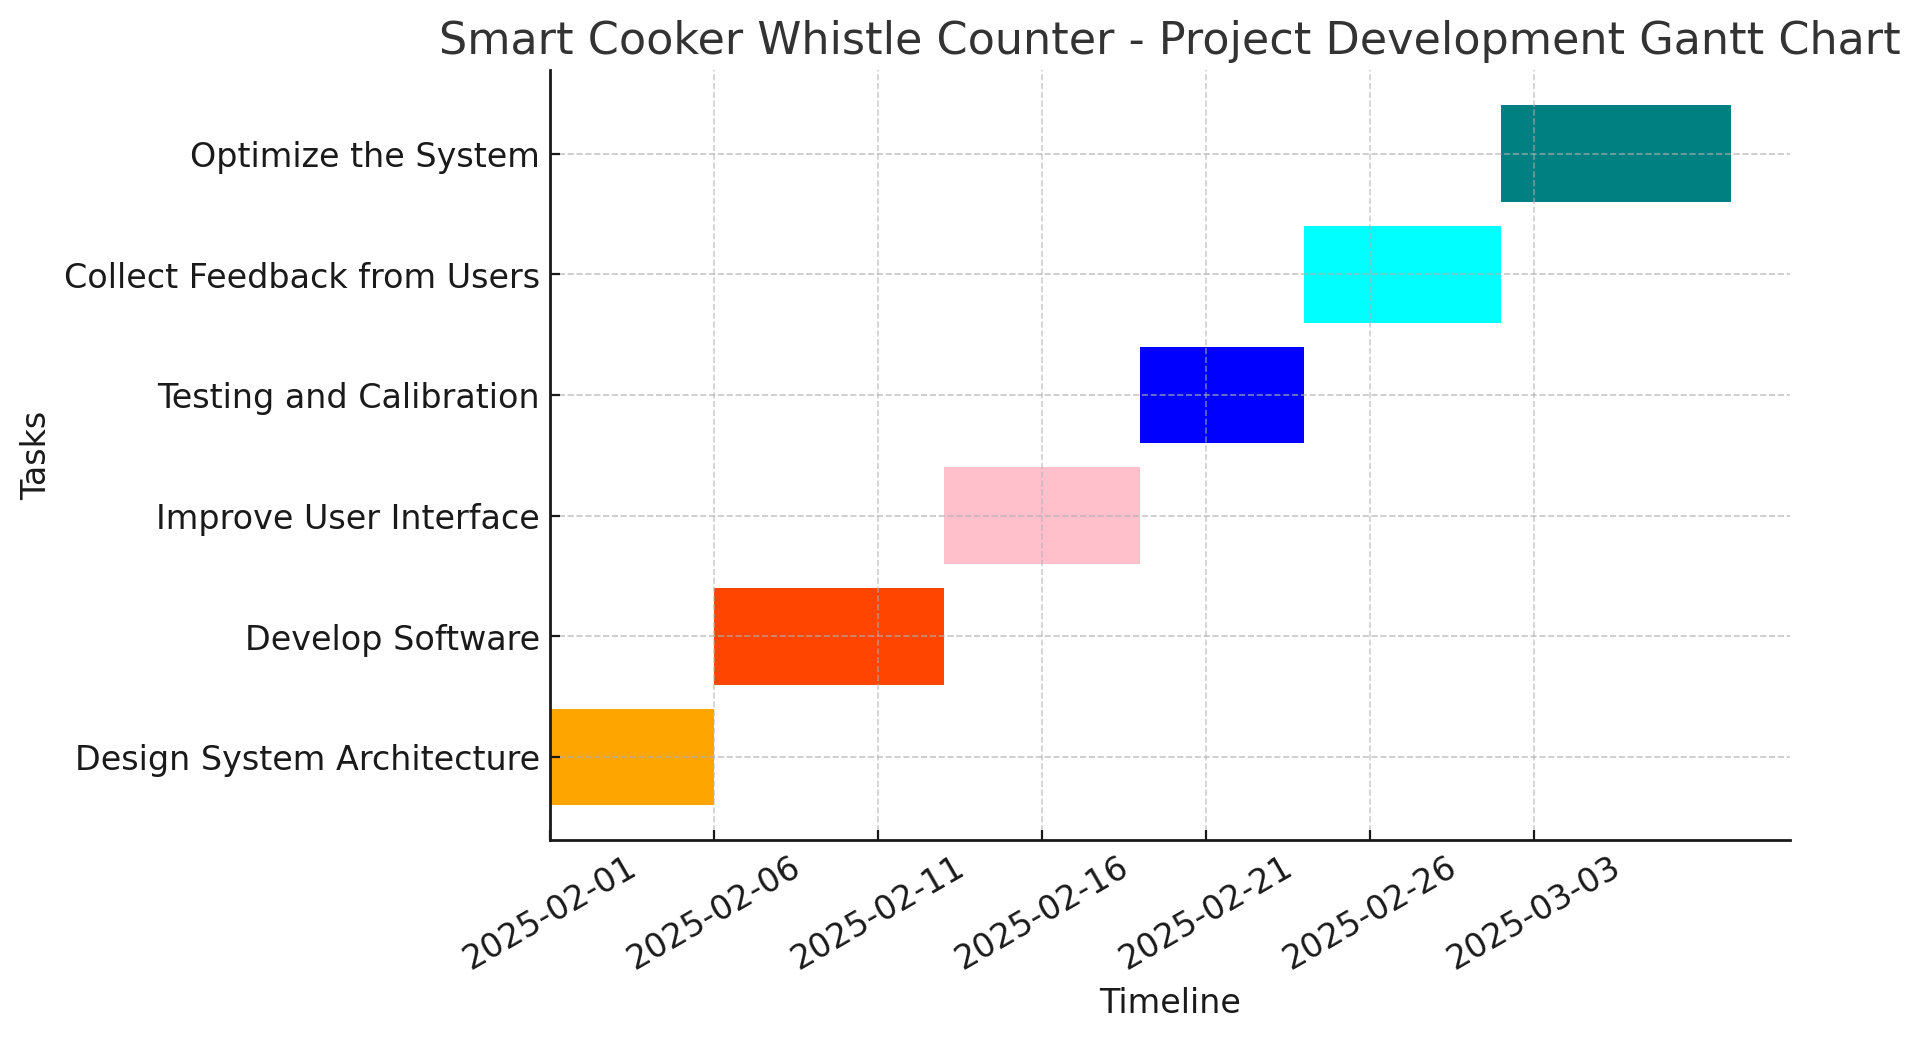 Smart Cooker Whistle Counter - Project Development Gantt Chart
Tasks
Optimize the System
Collect Feedback from Users
Testing and Calibration
Improve User Interface
Develop Software
Design System Architecture
2025-02-01
2025-02-06
2025-02-11
2025-02-16
2025-02-21
2025-02-26
2025-03-03
Timeline